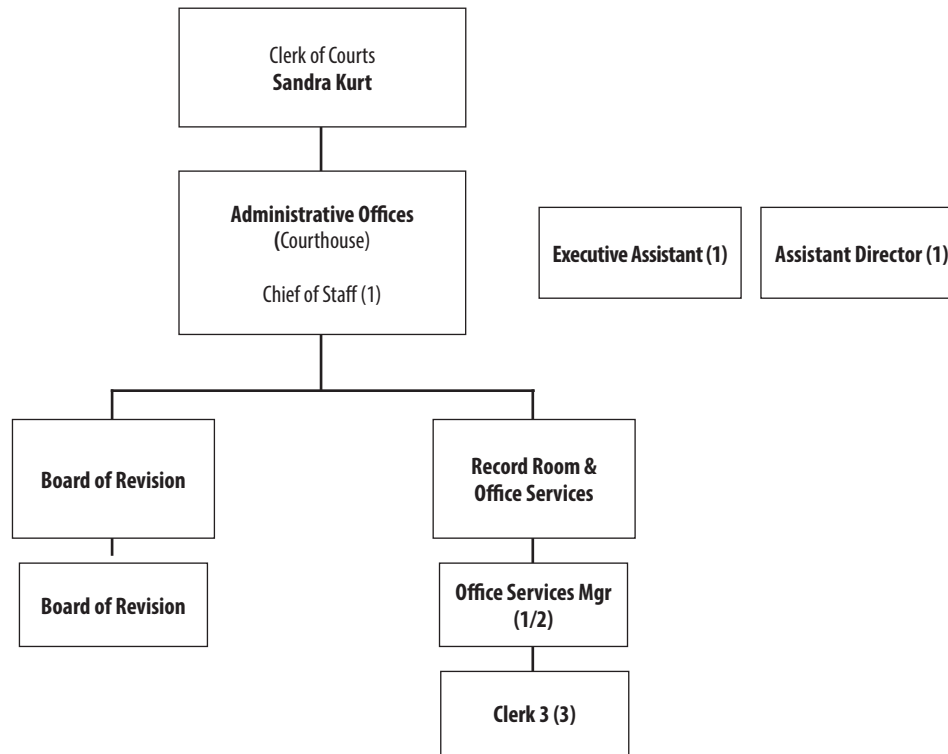 Clerk of Courts
Sandra Kurt
Administrative Offices
(Courthouse)
Chief of Staff (1)
Executive Assistant (1)
Assistant Director (1)
Board of Revision
Record Room &
Office Services
Board of Revision
Office Services Mgr
(1/2)
Clerk 3 (3)